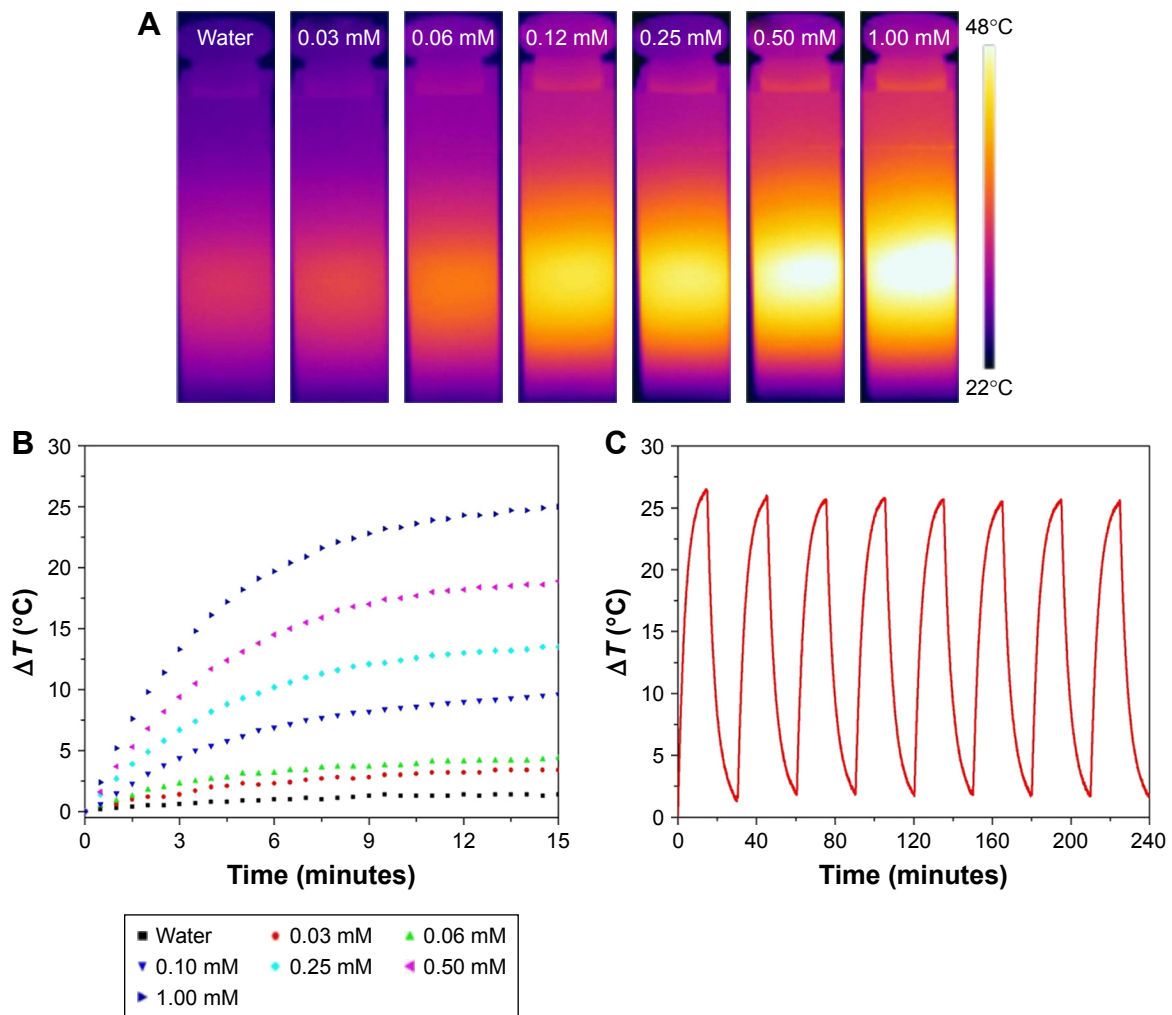 A
Water 0.03 mM 0.06 mM 0.12 mM 0.25 mM 0.50 mM 1.00 mM
48°C
22°C
B
30
25
20
15
10
5
0
ΔT (°C)
0 3 6 9 12 15
Time (minutes)
Water 0.03 mM 0.06 mM
0.10 mM 0.25 mM 0.50 mM
1.00 mM
C
30
25
20
15
10
5
0
ΔT (°C)
0 40 80 120 160 200 240
Time (minutes)